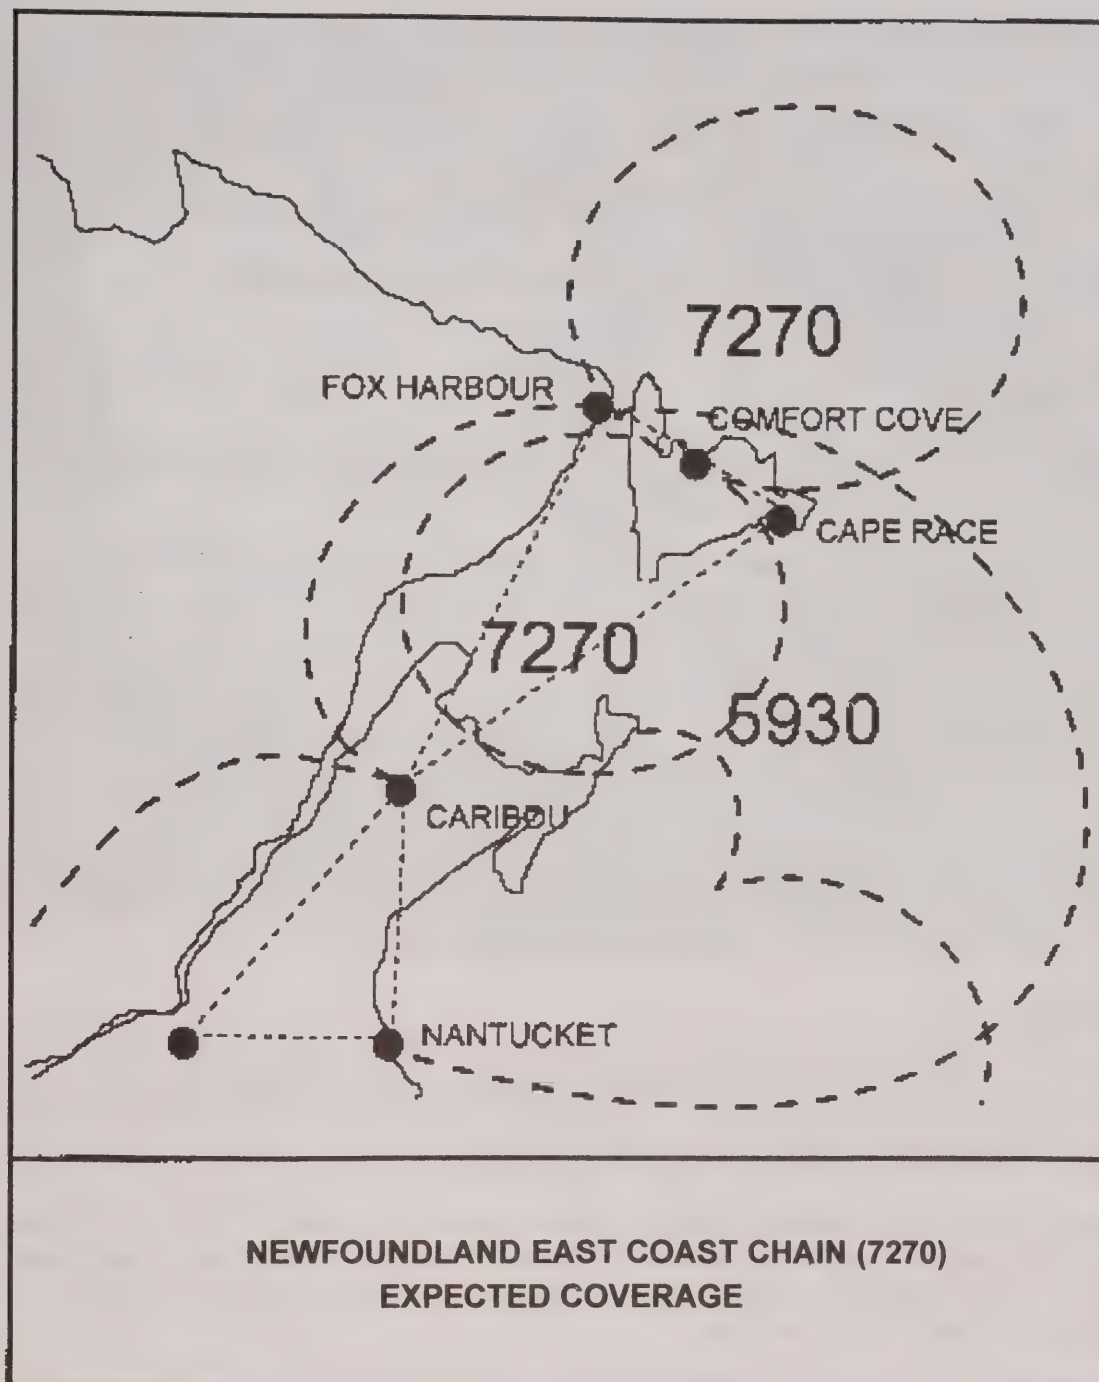 7270
FOX HARBOUR
COMFORT COVE
CAPE RACE
7270
5930
CARIBOU
NANTUCKET
NEWFOUNDLAND EAST COAST CHAIN (7270)
EXPECTED COVERAGE